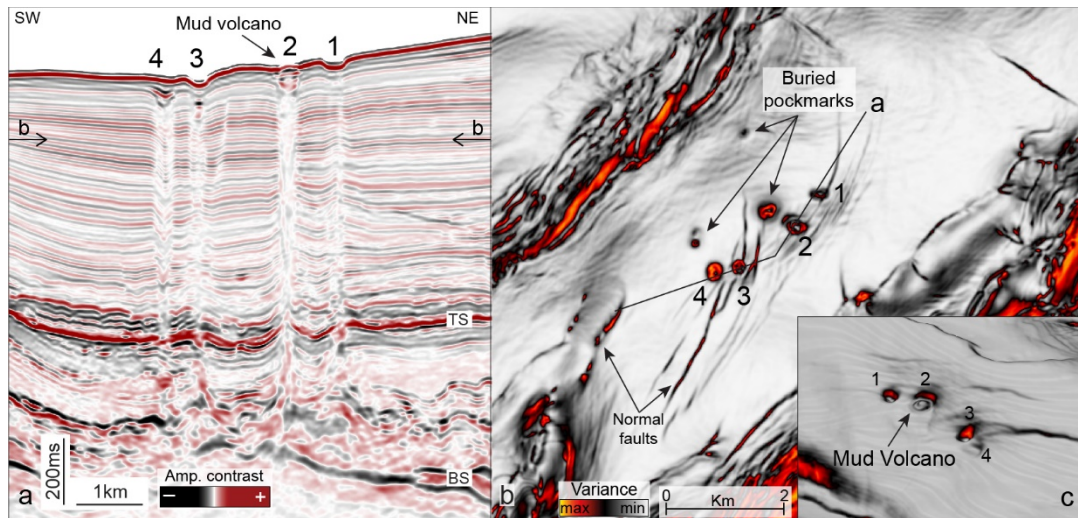 SW
NE
Mud volcano
4
3
2
1
b
b
TS
BS
200ms
1km
Amp. contrast
−
+
a
Buried
pockmarks
a
1
2
4
3
Normal
faults
b
Variance
max
min
Km
0
2
1
2
3
4
Mud Volcano
c